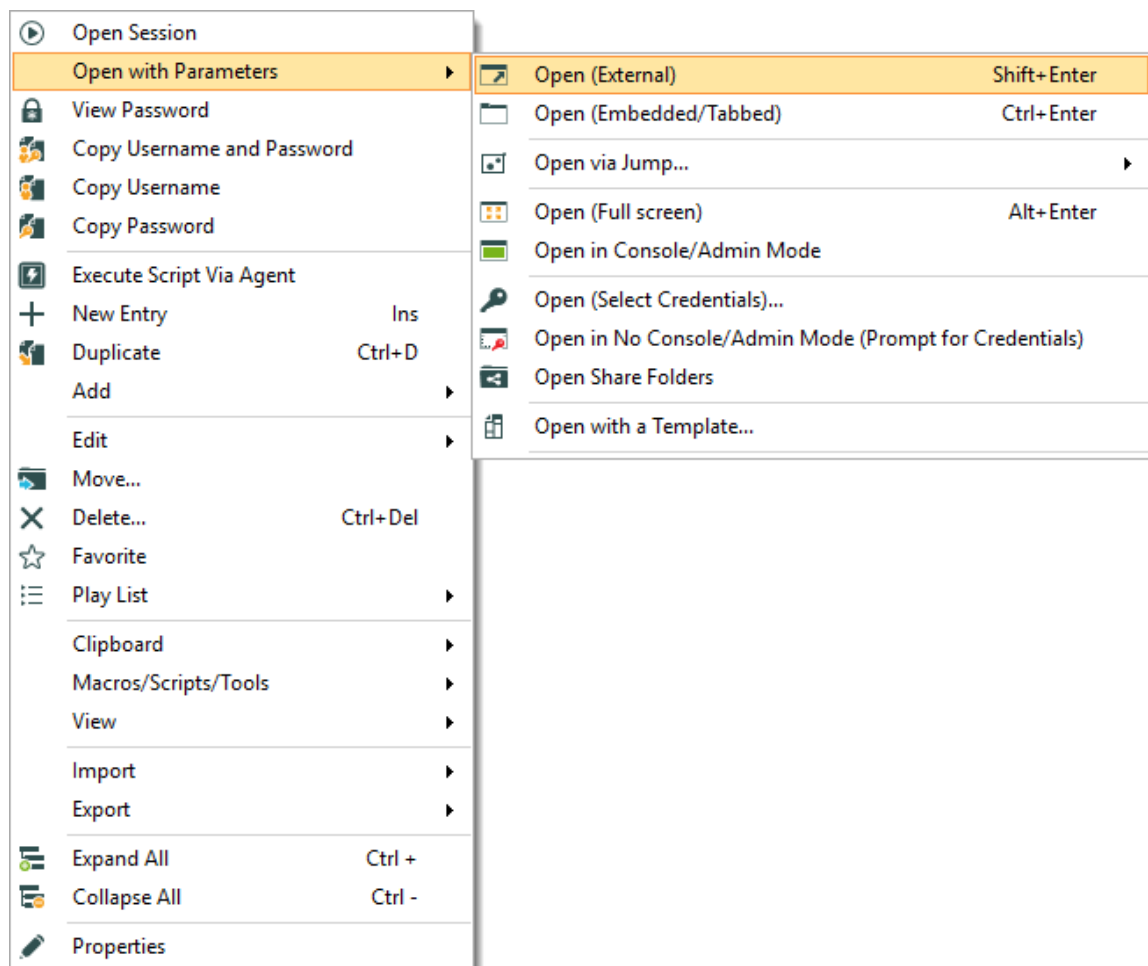 Open Session
Open with Parameters
View Password
Copy Username and Password
Copy Username
Copy Password
Execute Script Via Agent
New Entry Ins
Duplicate Ctrl+D
Add
Edit
Move...
Delete... Ctrl+Del
Favorite
Play List
Clipboard
Macros/Scripts/Tools
View
Import
Export
Expand All Ctrl +
Collapse All Ctrl -
Properties
Open (External) Shift+Enter
Open (Embedded/Tabbed) Ctrl+Enter
Open via Jump...
Open (Full screen) Alt+Enter
Open in Console/Admin Mode
Open (Select Credentials)...
Open in No Console/Admin Mode (Prompt for Credentials)
Open Share Folders
Open with a Template...